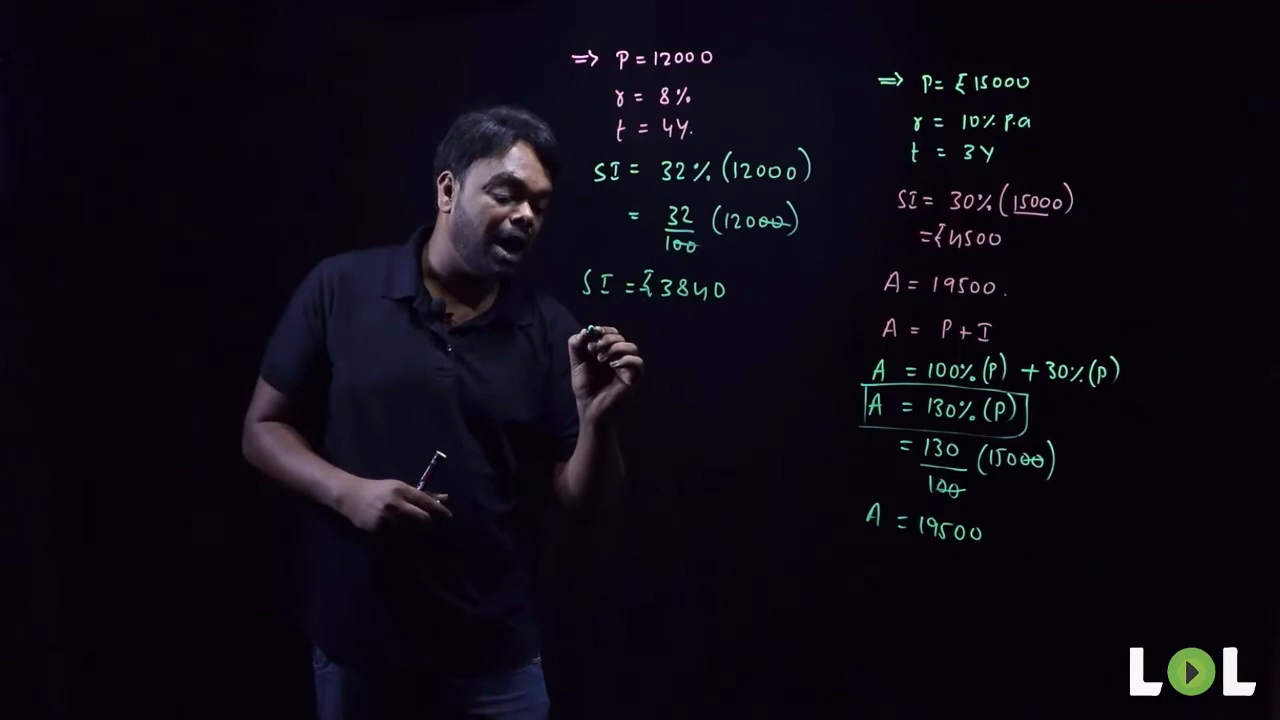 ⇒ P = 12000
r = 8%
t = 4Y.
SI = 32% (12000)
= 32/100 (12000)
SI = ₹3840
⇒ P = ₹15000
r = 10% p.a
t = 3Y
SI = 30% (15000)
= ₹4500
A = 19500.
A = P + I
A = 100% (P) + 30% (P)
A = 130% (P)
= 130/100 (15000)
A = 19500
LOL